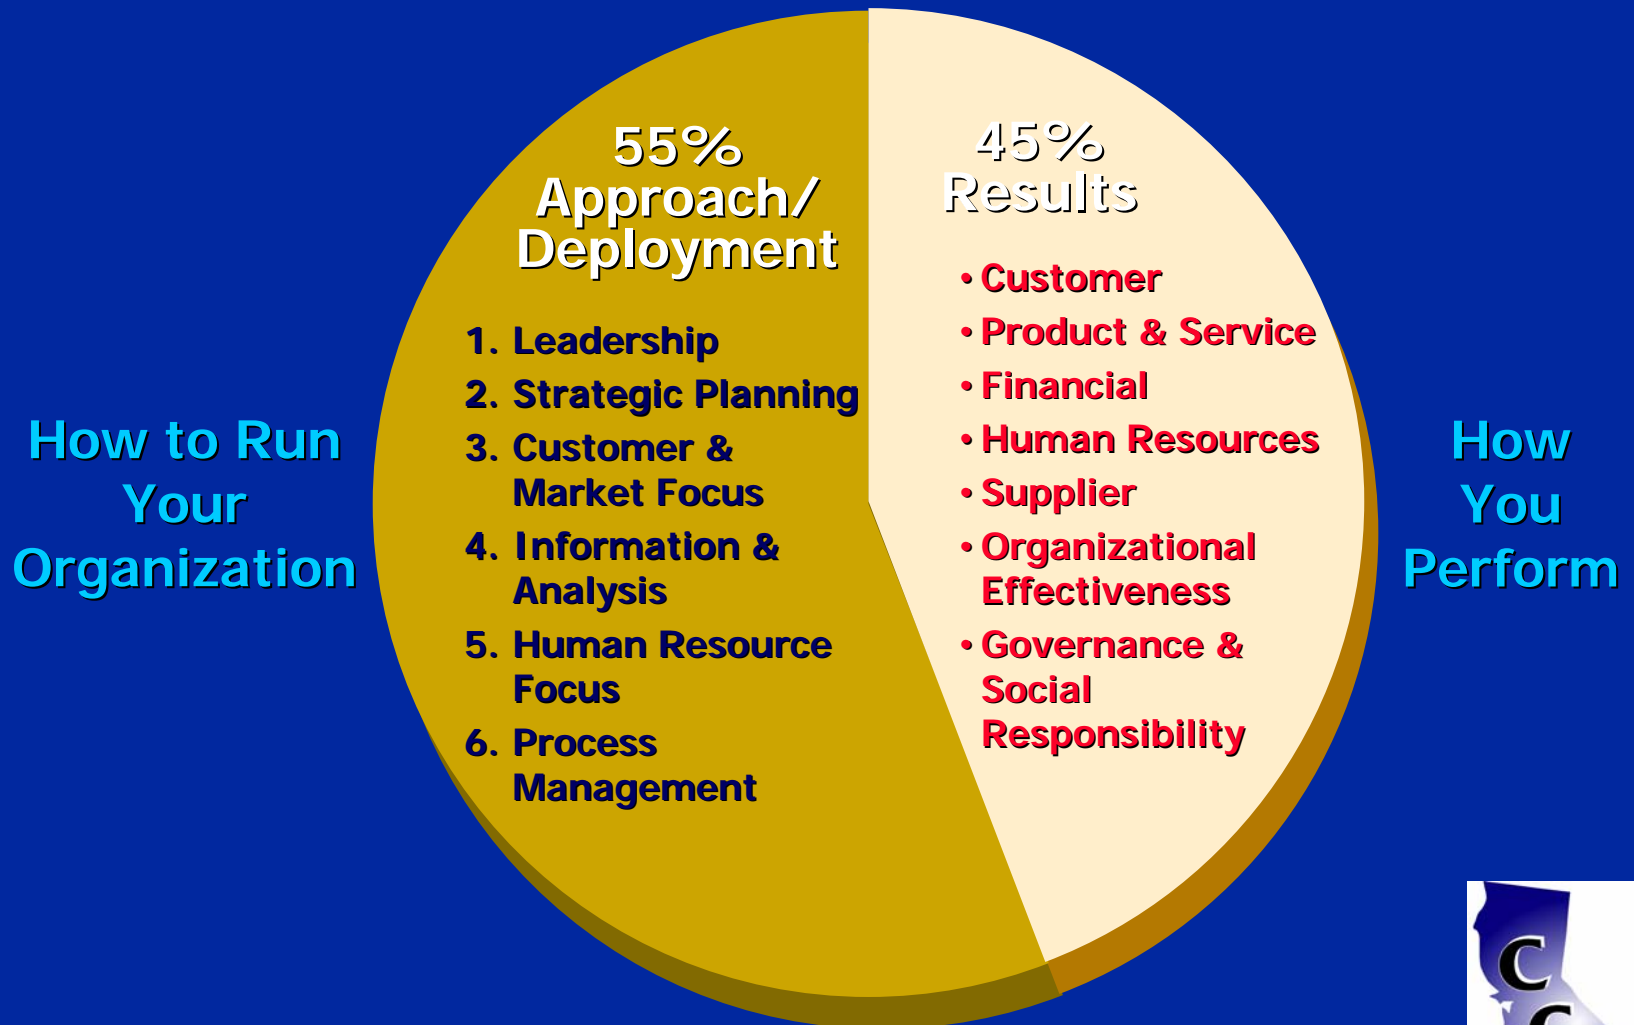 55%
Approach/
Deployment
1. Leadership
2. Strategic Planning
3. Customer &
Market Focus
4. Information &
Analysis
5. Human Resource
Focus
6. Process
Management
45%
Results
• Customer
• Product & Service
• Financial
• Human Resources
• Supplier
• Organizational
Effectiveness
• Governance &
Social
Responsibility
How to Run
Your
Organization
How
You
Perform
C